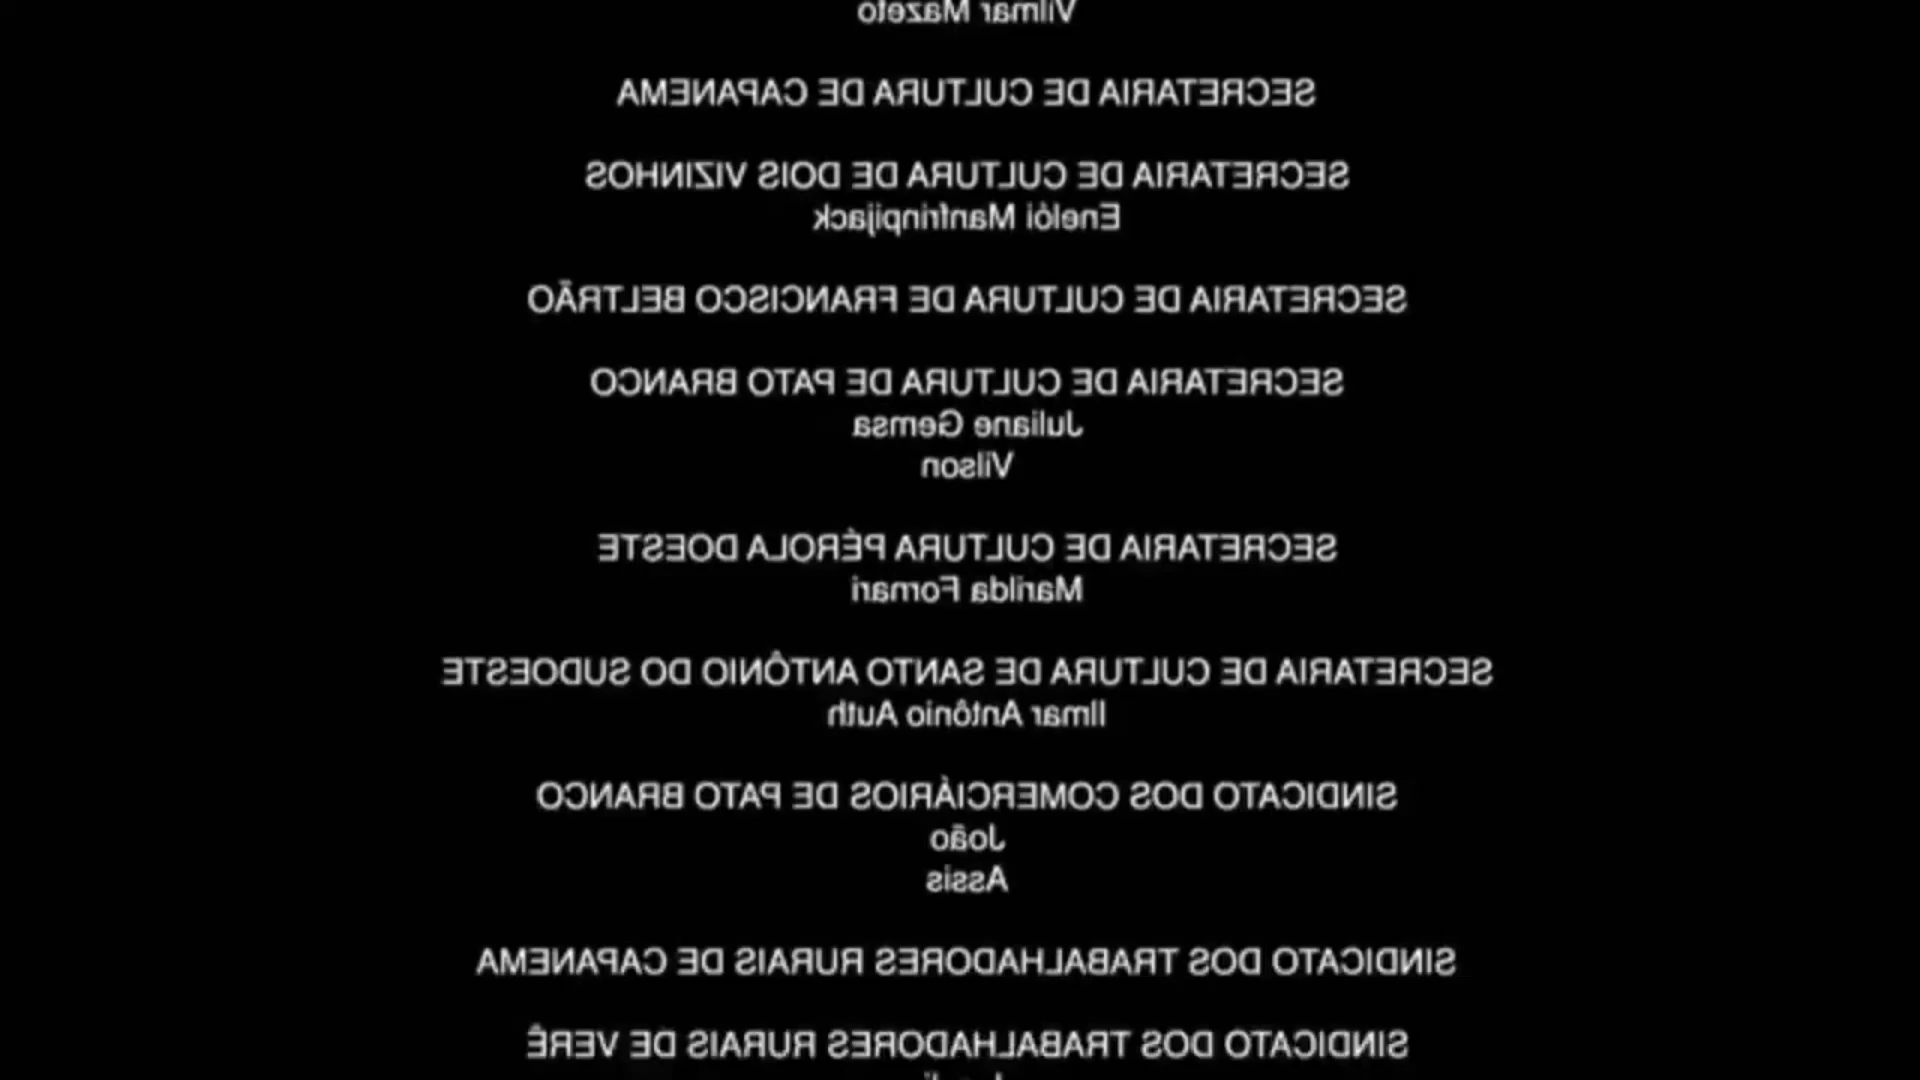 Vilmar Mazeto
SECRETARIA DE CULTURA DE CAPANEMA
SECRETARIA DE CULTURA DE DOIS VIZINHOS
Enelói Manfrinpijack
SECRETARIA DE CULTURA DE FRANCISCO BELTRÃO
SECRETARIA DE CULTURA DE PATO BRANCO
Juliane Gemsa
Vilson
SECRETARIA DE CULTURA PÉROLA DOESTE
Marilda Fornari
SECRETARIA DE CULTURA DE SANTO ANTÔNIO DO SUDOESTE
Ilmar Antônio Auth
SINDICATO DOS COMERCIÁRIOS DE PATO BRANCO
João
Assis
SINDICATO DOS TRABALHADORES RURAIS DE CAPANEMA
SINDICATO DOS TRABALHADORES RURAIS DE VERÊ